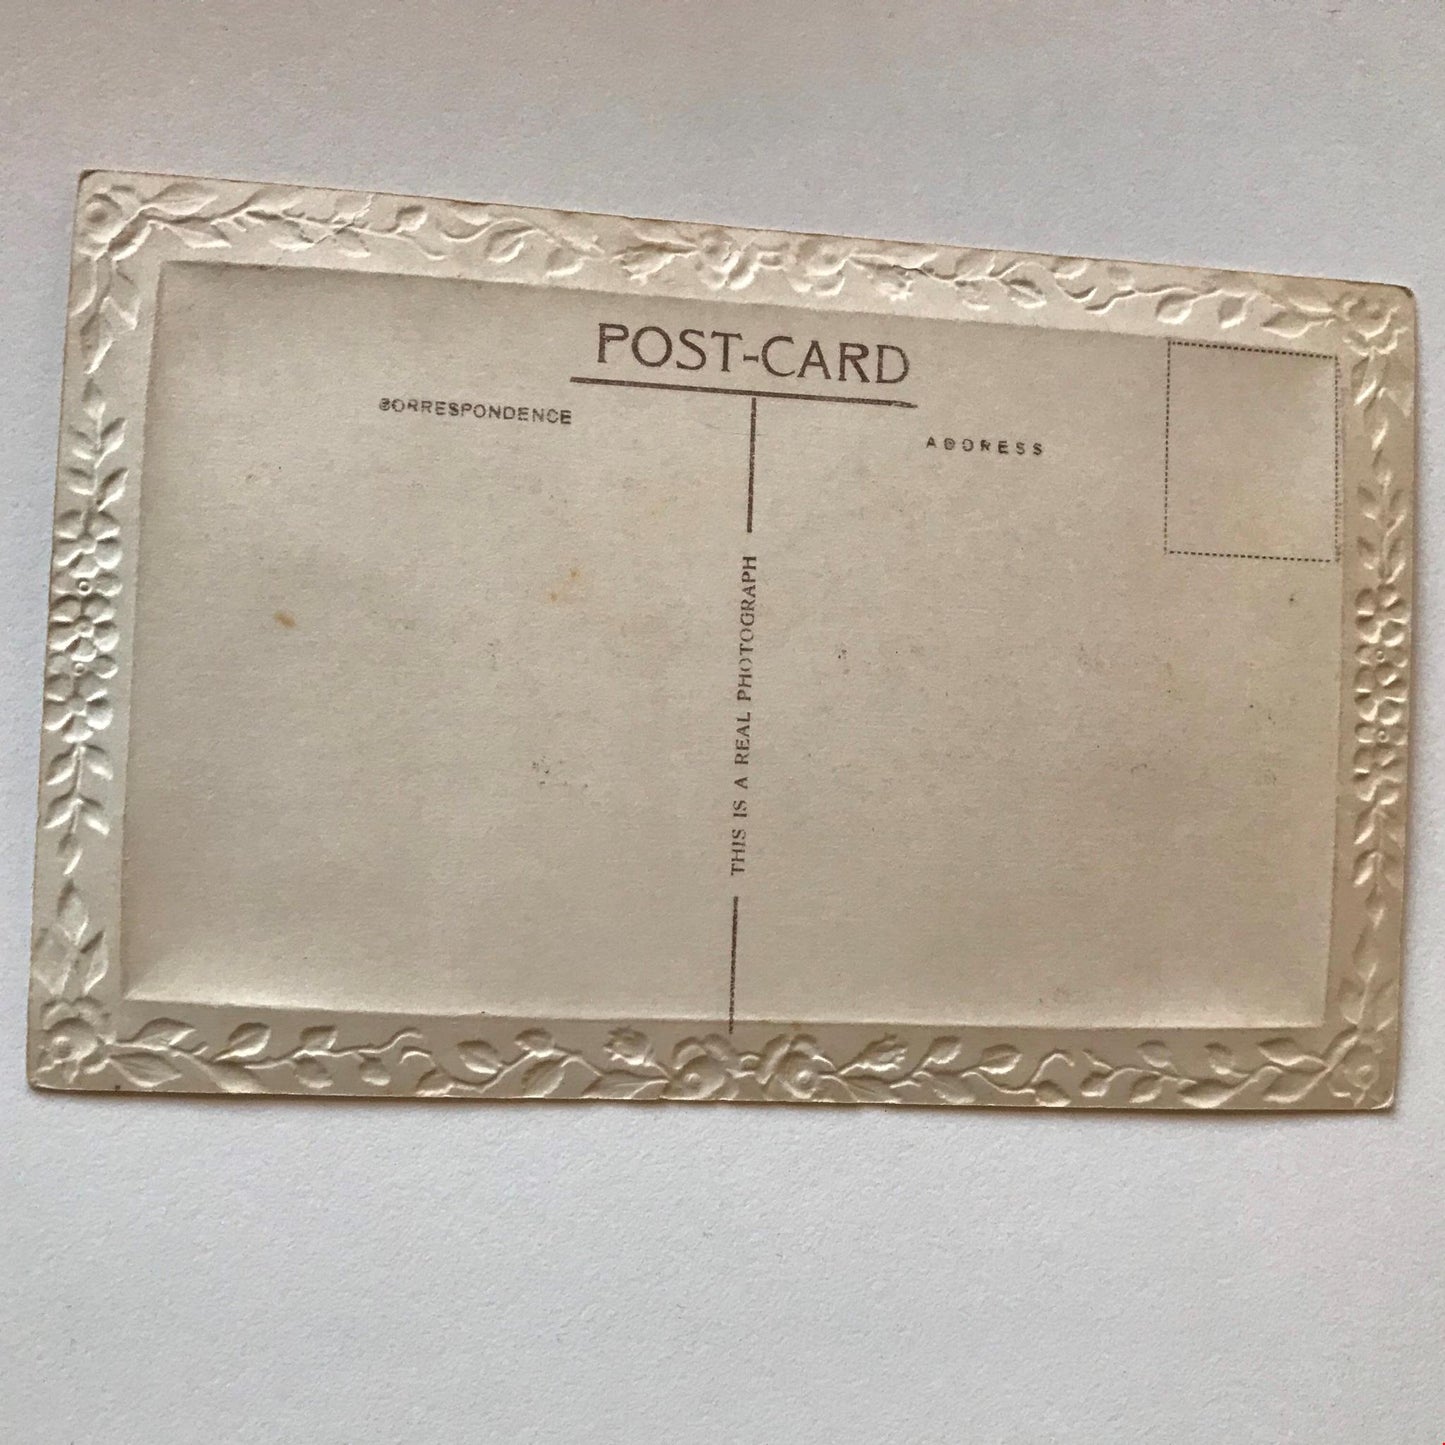 POST-CARD
CORRESPONDENCE
ADDRESS
THIS IS A REAL PHOTOGRAPH